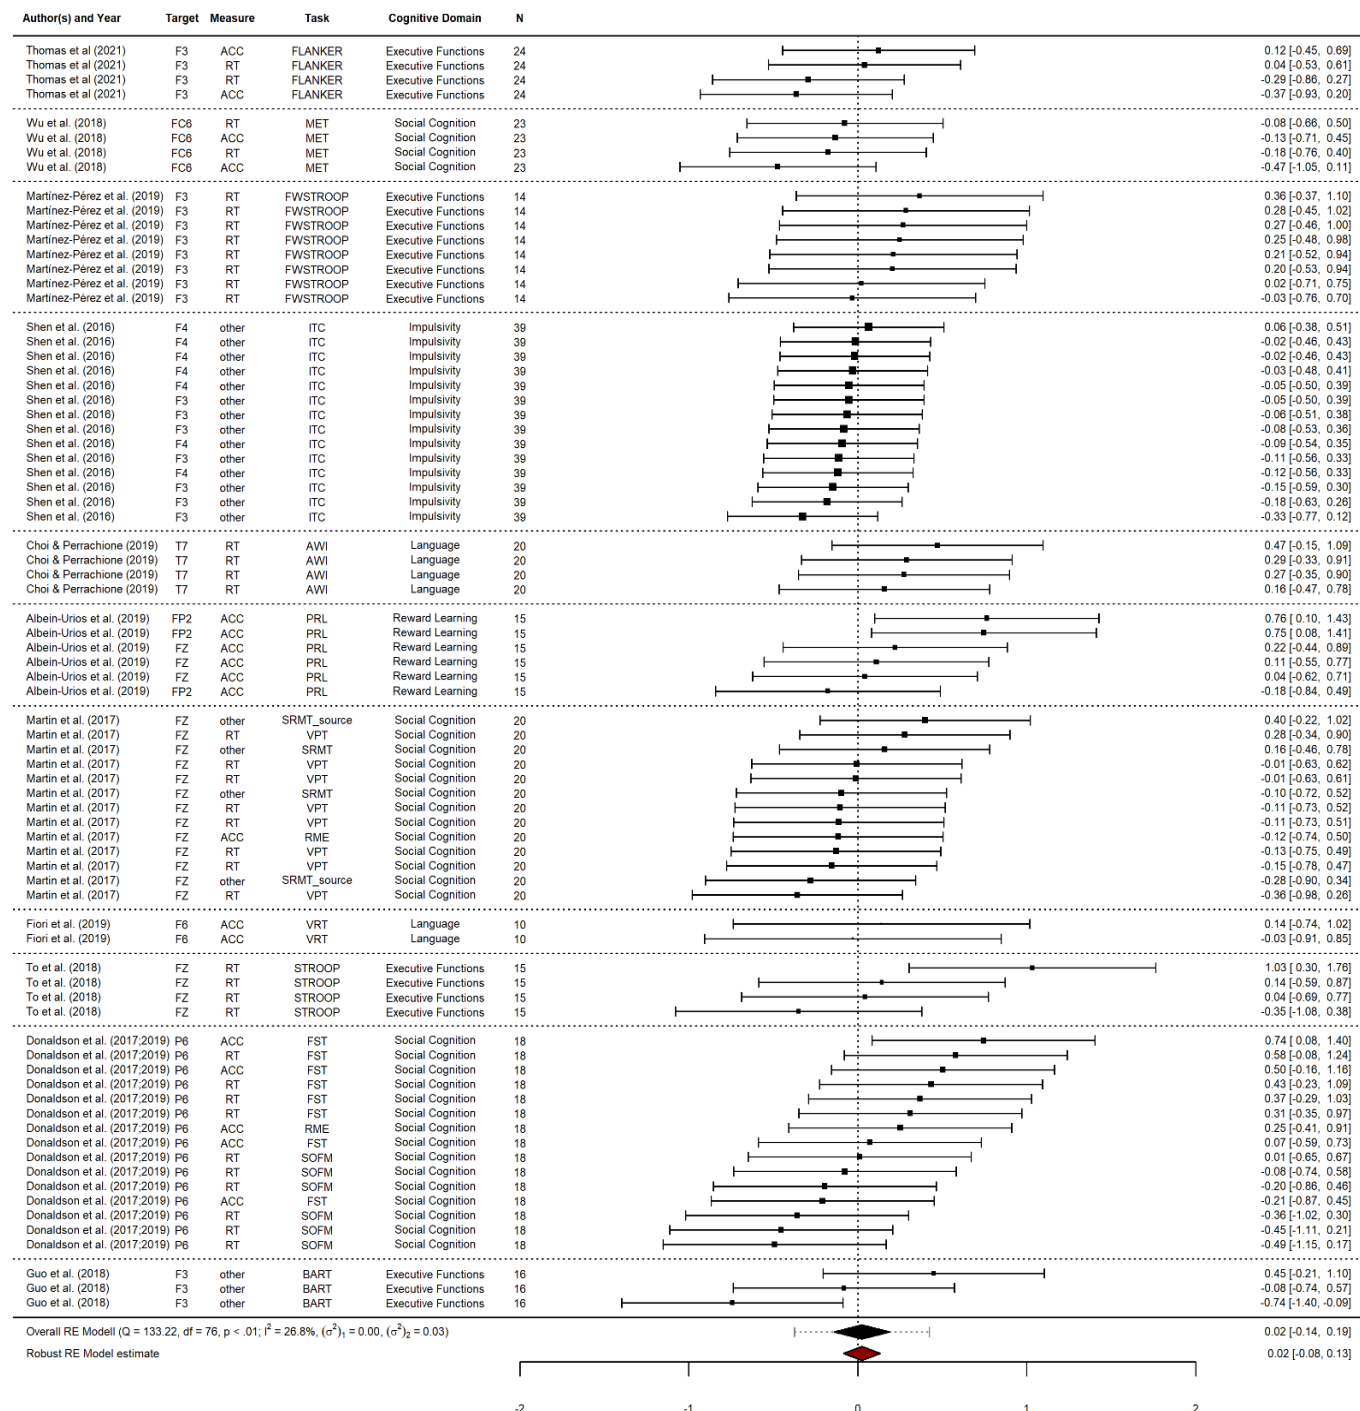 Author(s) and Year Target Measure Task Cognitive Domain N
Thomas et al (2021) F3 ACC FLANKER Executive Functions 24 0.12 [-0.45, 0.69]
Thomas et al (2021) F3 RT FLANKER Executive Functions 24 0.04 [-0.53, 0.61]
Thomas et al (2021) F3 RT FLANKER Executive Functions 24 -0.29 [-0.86, 0.27]
Thomas et al (2021) F3 ACC FLANKER Executive Functions 24 -0.37 [-0.93, 0.20]
Wu et al. (2018) FC6 RT MET Social Cognition 23 -0.08 [-0.66, 0.50]
Wu et al. (2018) FC6 ACC MET Social Cognition 23 -0.13 [-0.71, 0.45]
Wu et al. (2018) FC6 RT MET Social Cognition 23 -0.18 [-0.76, 0.40]
Wu et al. (2018) FC6 ACC MET Social Cognition 23 -0.47 [-1.05, 0.11]
Martínez-Pérez et al. (2019) F3 RT FWSTROOP Executive Functions 14 0.36 [-0.37, 1.10]
Martínez-Pérez et al. (2019) F3 RT FWSTROOP Executive Functions 14 0.28 [-0.45, 1.02]
Martínez-Pérez et al. (2019) F3 RT FWSTROOP Executive Functions 14 0.27 [-0.46, 1.00]
Martínez-Pérez et al. (2019) F3 RT FWSTROOP Executive Functions 14 0.25 [-0.48, 0.98]
Martínez-Pérez et al. (2019) F3 RT FWSTROOP Executive Functions 14 0.21 [-0.52, 0.94]
Martínez-Pérez et al. (2019) F3 RT FWSTROOP Executive Functions 14 0.20 [-0.53, 0.94]
Martínez-Pérez et al. (2019) F3 RT FWSTROOP Executive Functions 14 0.02 [-0.71, 0.75]
Martínez-Pérez et al. (2019) F3 RT FWSTROOP Executive Functions 14 -0.03 [-0.76, 0.70]
Shen et al. (2016) F4 other ITC Impulsivity 39 0.06 [-0.38, 0.51]
Shen et al. (2016) F4 other ITC Impulsivity 39 -0.02 [-0.46, 0.43]
Shen et al. (2016) F4 other ITC Impulsivity 39 -0.02 [-0.46, 0.43]
Shen et al. (2016) F4 other ITC Impulsivity 39 -0.03 [-0.48, 0.41]
Shen et al. (2016) F4 other ITC Impulsivity 39 -0.05 [-0.50, 0.39]
Shen et al. (2016) F3 other ITC Impulsivity 39 -0.05 [-0.50, 0.39]
Shen et al. (2016) F3 other ITC Impulsivity 39 -0.06 [-0.51, 0.38]
Shen et al. (2016) F3 other ITC Impulsivity 39 -0.08 [-0.53, 0.36]
Shen et al. (2016) F4 other ITC Impulsivity 39 -0.09 [-0.54, 0.35]
Shen et al. (2016) F3 other ITC Impulsivity 39 -0.11 [-0.56, 0.33]
Shen et al. (2016) F4 other ITC Impulsivity 39 -0.12 [-0.56, 0.33]
Shen et al. (2016) F3 other ITC Impulsivity 39 -0.15 [-0.59, 0.30]
Shen et al. (2016) F3 other ITC Impulsivity 39 -0.18 [-0.63, 0.26]
Shen et al. (2016) F3 other ITC Impulsivity 39 -0.33 [-0.77, 0.12]
Choi & Perrachione (2019) T7 RT AWI Language 20 0.47 [-0.15, 1.09]
Choi & Perrachione (2019) T7 RT AWI Language 20 0.29 [-0.33, 0.91]
Choi & Perrachione (2019) T7 RT AWI Language 20 0.27 [-0.35, 0.90]
Choi & Perrachione (2019) T7 RT AWI Language 20 0.16 [-0.47, 0.78]
Albein-Urios et al. (2019) FP2 ACC PRL Reward Learning 15 0.76 [ 0.10, 1.43]
Albein-Urios et al. (2019) FP2 ACC PRL Reward Learning 15 0.75 [ 0.08, 1.41]
Albein-Urios et al. (2019) FZ ACC PRL Reward Learning 15 0.22 [-0.44, 0.89]
Albein-Urios et al. (2019) FZ ACC PRL Reward Learning 15 0.11 [-0.55, 0.77]
Albein-Urios et al. (2019) FZ ACC PRL Reward Learning 15 0.04 [-0.62, 0.71]
Albein-Urios et al. (2019) FP2 ACC PRL Reward Learning 15 -0.18 [-0.84, 0.49]
Martin et al. (2017) FZ other SRMT_source Social Cognition 20 0.40 [-0.22, 1.02]
Martin et al. (2017) FZ RT VPT Social Cognition 20 0.28 [-0.34, 0.90]
Martin et al. (2017) FZ other SRMT Social Cognition 20 0.16 [-0.46, 0.78]
Martin et al. (2017) FZ RT VPT Social Cognition 20 -0.01 [-0.63, 0.62]
Martin et al. (2017) FZ RT VPT Social Cognition 20 -0.01 [-0.63, 0.61]
Martin et al. (2017) FZ other SRMT Social Cognition 20 -0.10 [-0.72, 0.52]
Martin et al. (2017) FZ RT VPT Social Cognition 20 -0.11 [-0.73, 0.52]
Martin et al. (2017) FZ RT VPT Social Cognition 20 -0.11 [-0.73, 0.51]
Martin et al. (2017) FZ ACC RME Social Cognition 20 -0.12 [-0.74, 0.50]
Martin et al. (2017) FZ RT VPT Social Cognition 20 -0.13 [-0.75, 0.49]
Martin et al. (2017) FZ RT VPT Social Cognition 20 -0.15 [-0.78, 0.47]
Martin et al. (2017) FZ other SRMT_source Social Cognition 20 -0.28 [-0.90, 0.34]
Martin et al. (2017) FZ RT VPT Social Cognition 20 -0.36 [-0.98, 0.26]
Fiori et al. (2019) F6 ACC VRT Language 10 0.14 [-0.74, 1.02]
Fiori et al. (2019) F6 ACC VRT Language 10 -0.03 [-0.91, 0.85]
To et al. (2018) FZ RT STROOP Executive Functions 15 1.03 [ 0.30, 1.76]
To et al. (2018) FZ RT STROOP Executive Functions 15 0.14 [-0.59, 0.87]
To et al. (2018) FZ RT STROOP Executive Functions 15 0.04 [-0.69, 0.77]
To et al. (2018) FZ RT STROOP Executive Functions 15 -0.35 [-1.08, 0.38]
Donaldson et al. (2017;2019) P6 ACC FST Social Cognition 18 0.74 [ 0.08, 1.40]
Donaldson et al. (2017;2019) P6 RT FST Social Cognition 18 0.58 [-0.08, 1.24]
Donaldson et al. (2017;2019) P6 ACC FST Social Cognition 18 0.50 [-0.16, 1.16]
Donaldson et al. (2017;2019) P6 RT FST Social Cognition 18 0.43 [-0.23, 1.09]
Donaldson et al. (2017;2019) P6 RT FST Social Cognition 18 0.37 [-0.29, 1.03]
Donaldson et al. (2017;2019) P6 RT FST Social Cognition 18 0.31 [-0.35, 0.97]
Donaldson et al. (2017;2019) P6 ACC RME Social Cognition 18 0.25 [-0.41, 0.91]
Donaldson et al. (2017;2019) P6 ACC FST Social Cognition 18 0.07 [-0.59, 0.73]
Donaldson et al. (2017;2019) P6 RT SOFM Social Cognition 18 0.01 [-0.65, 0.67]
Donaldson et al. (2017;2019) P6 RT SOFM Social Cognition 18 -0.08 [-0.74, 0.58]
Donaldson et al. (2017;2019) P6 RT SOFM Social Cognition 18 -0.20 [-0.86, 0.46]
Donaldson et al. (2017;2019) P6 ACC FST Social Cognition 18 -0.21 [-0.87, 0.45]
Donaldson et al. (2017;2019) P6 RT SOFM Social Cognition 18 -0.36 [-1.02, 0.30]
Donaldson et al. (2017;2019) P6 RT SOFM Social Cognition 18 -0.45 [-1.11, 0.21]
Donaldson et al. (2017;2019) P6 RT SOFM Social Cognition 18 -0.49 [-1.15, 0.17]
Guo et al. (2018) F3 other BART Executive Functions 16 0.45 [-0.21, 1.10]
Guo et al. (2018) F3 other BART Executive Functions 16 -0.08 [-0.74, 0.57]
Guo et al. (2018) F3 other BART Executive Functions 16 -0.74 [-1.40, -0.09]
Overall RE Modell (Q = 133.22, df = 76, p < .01; I² = 26.8%, (σ²)₁ = 0.00, (σ²)₂ = 0.03) 0.02 [-0.14, 0.19]
Robust RE Model estimate 0.02 [-0.08, 0.13]
-2 -1 0 1 2